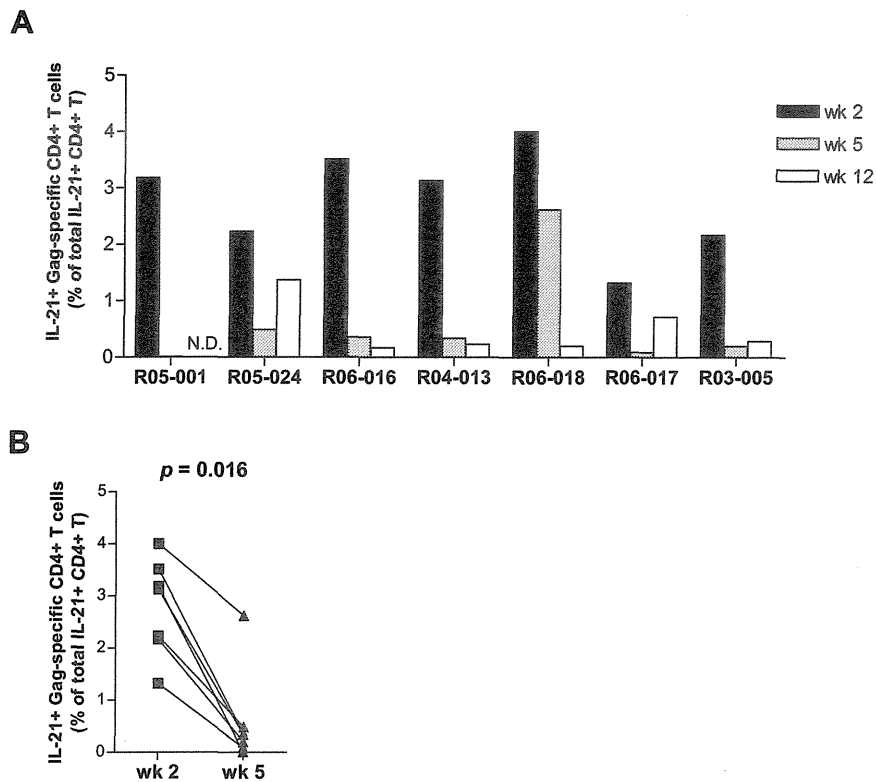 A
IL-21+ Gag-specific CD4+ T cells
(% of total IL-21+ CD4+ T)
5
4
3
2
1
0
N.D.
R05-001 R05-024 R06-016 R04-013 R06-018 R06-017 R03-005
wk 2
wk 5
wk 12
B
p = 0.016
IL-21+ Gag-specific CD4+ T cells
(% of total IL-21+ CD4+ T)
5
4
3
2
1
0
wk 2 wk 5